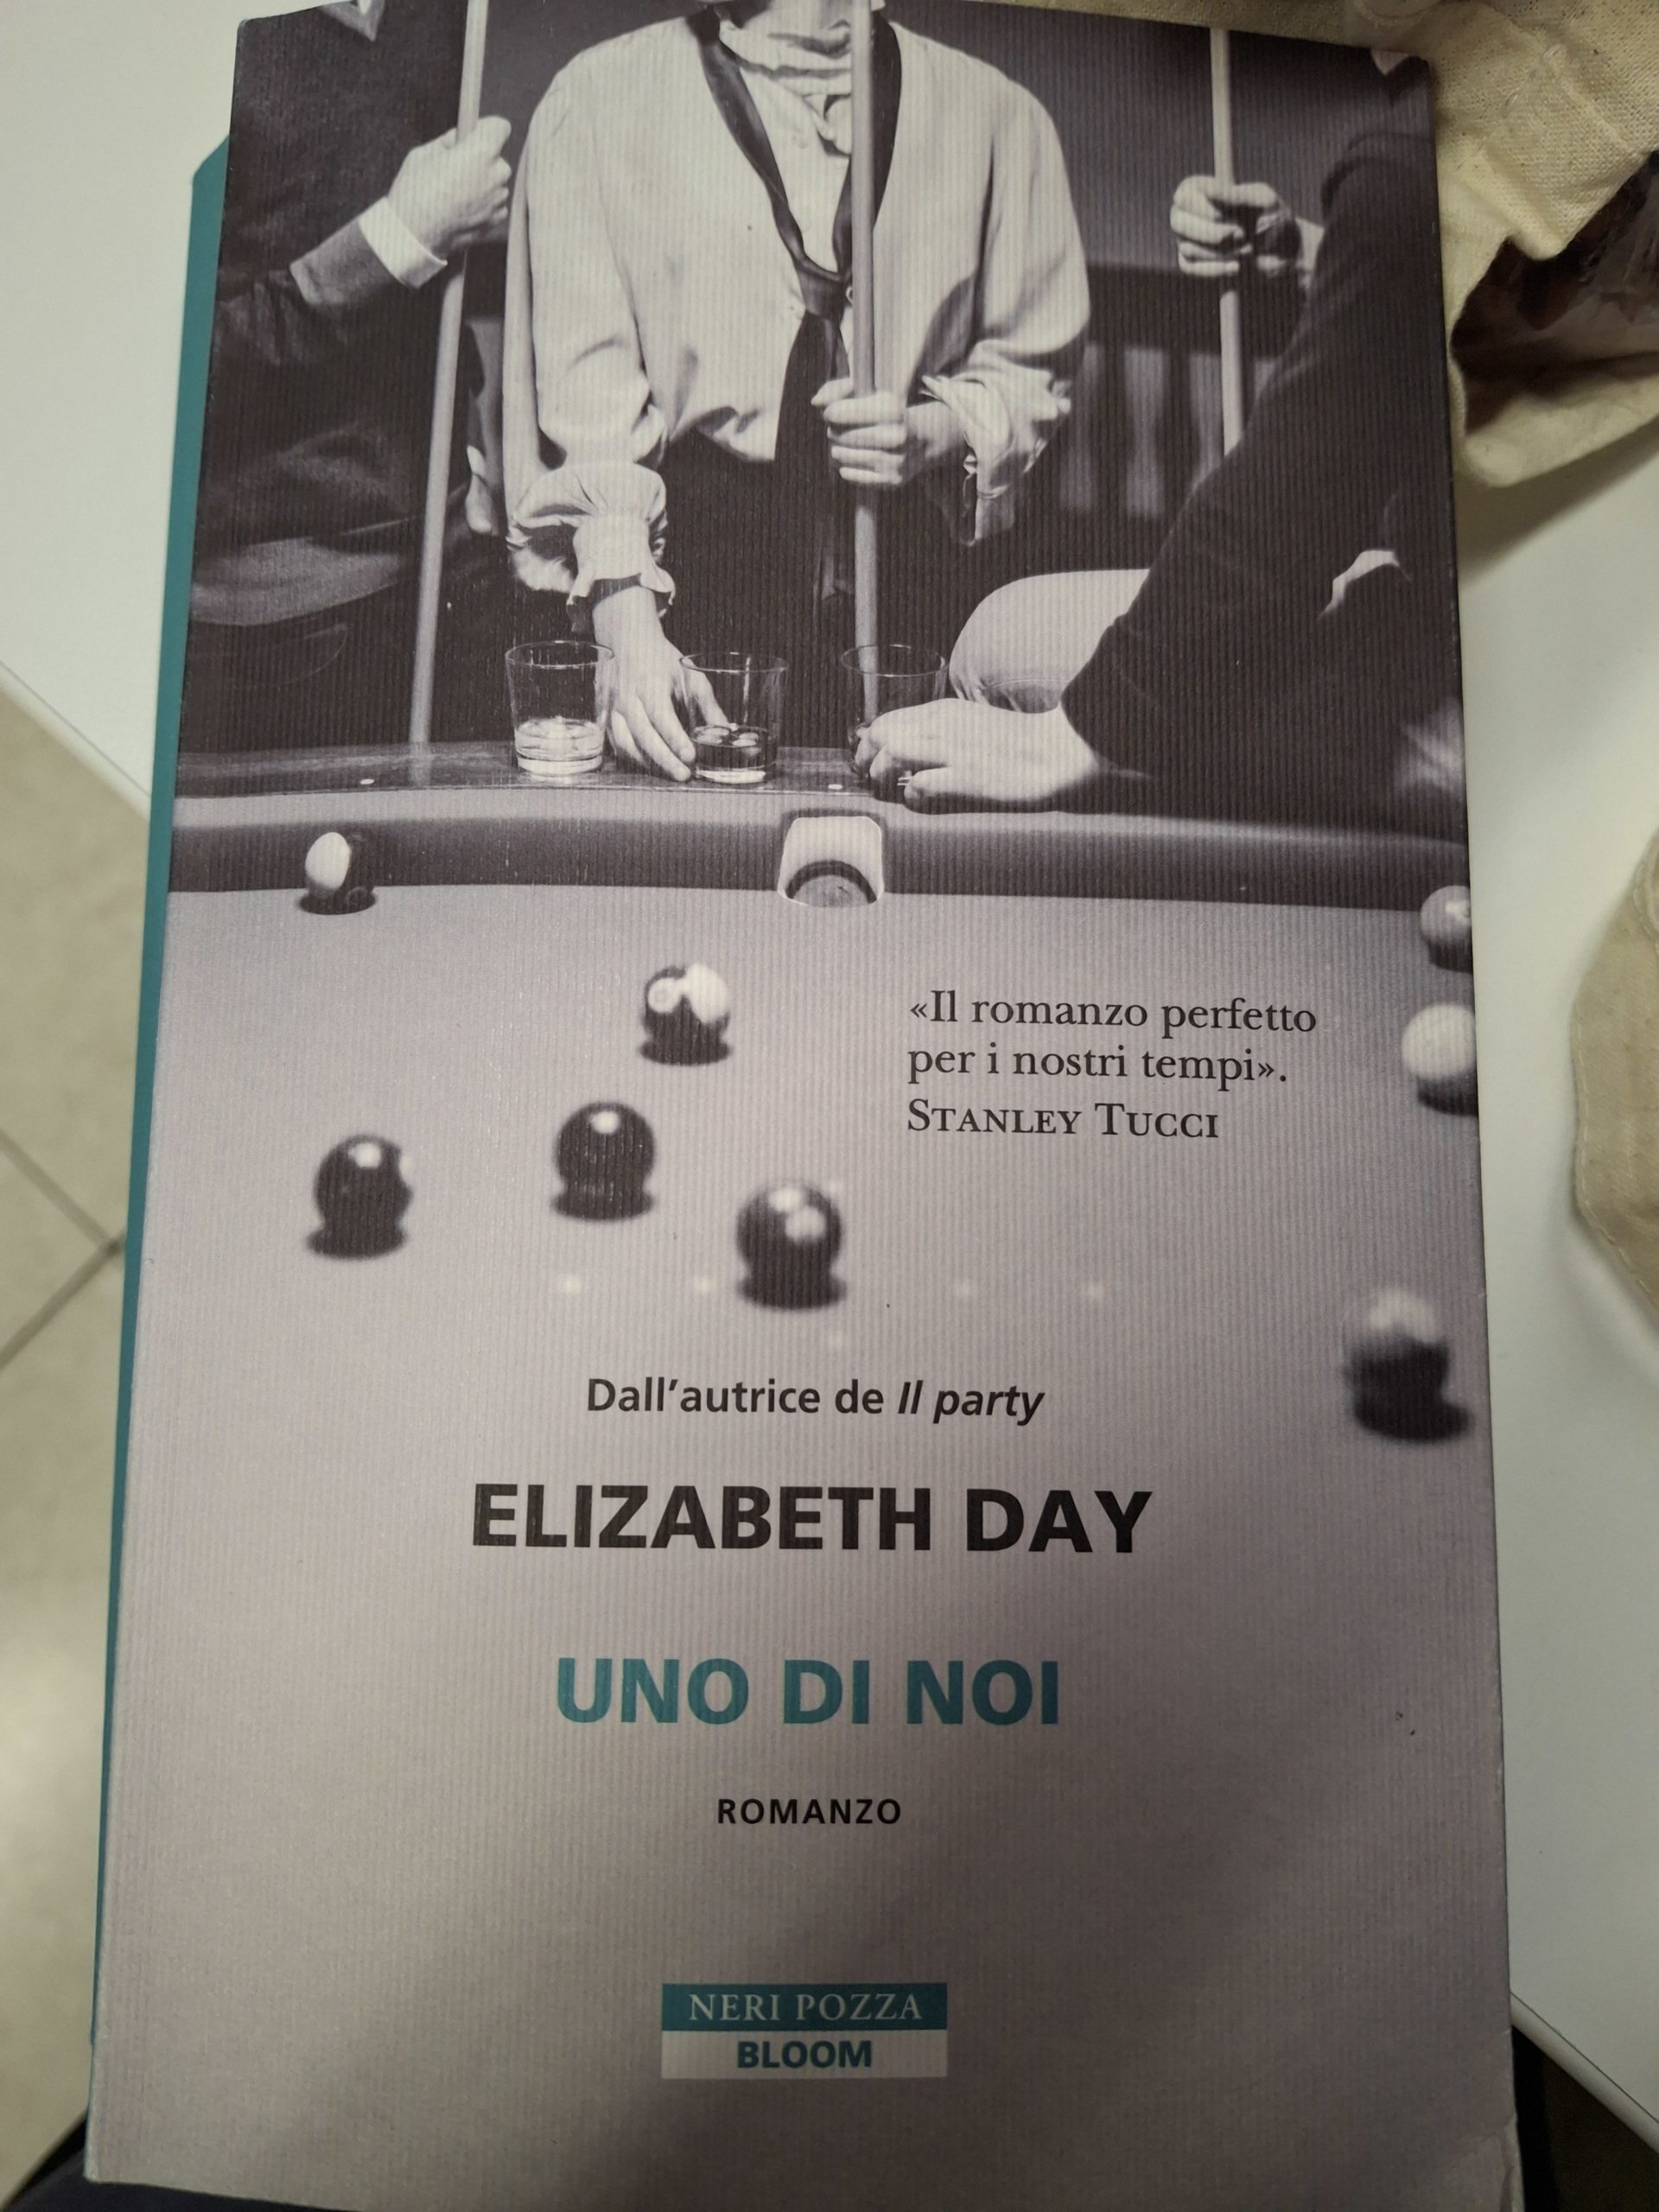 «Il romanzo perfetto
per i nostri tempi».
STANLEY TUCCI
Dall'autrice de Il party
ELIZABETH DAY
UNO DI NOI
ROMANZO
NERI POZZA
BLOOM